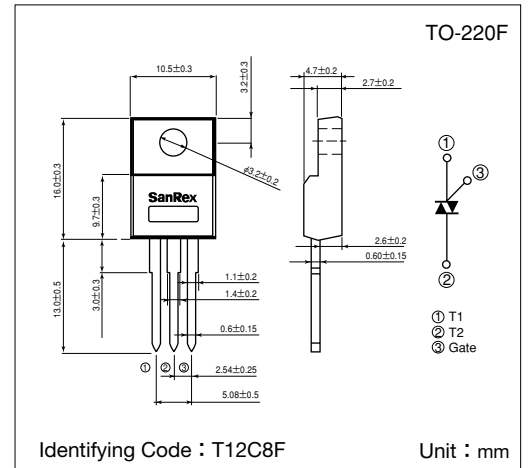 TO-220F
10.5±0.3
3.2±0.3
4.7±0.2
2.7±0.2
16.0±0.3
9.7±0.3
φ3.2±0.2
SanRex
13.0±0.5
3.0±0.3
1.1±0.2
1.4±0.2
0.6±0.15
2.54±0.25
5.08±0.5
① ② ③
2.6±0.2
0.60±0.15
①
③
②
① T1
② T2
③ Gate
Identifying Code：T12C8F
Unit：mm